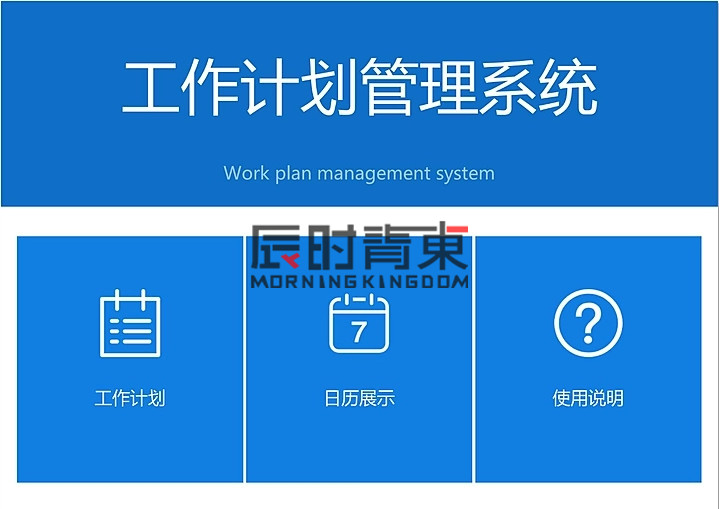 工作计划管理系统
Work plan management system
辰时肯東
MORNINGKINGDOM
7
?
工作计划
日历展示
使用说明